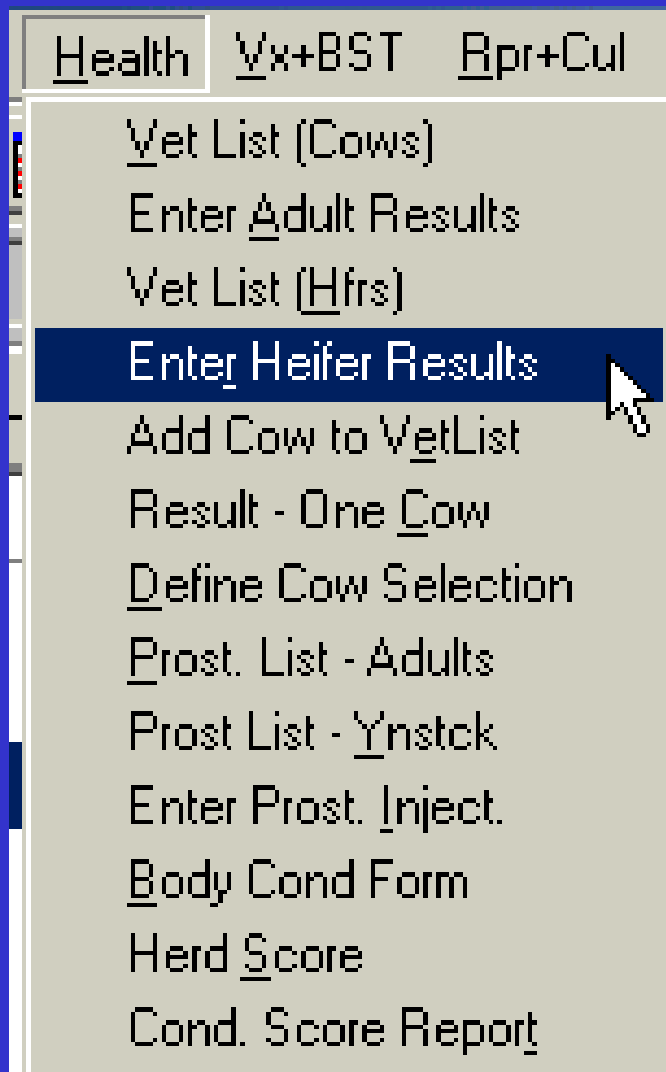 Health Vx+BST Rpr+Cul
Vet List (Cows)
Enter Adult Results
Vet List (Hfrs)
Enter Heifer Results
Add Cow to VetList
Result - One Cow
Define Cow Selection
Prost. List - Adults
Prost List - Ynstck
Enter Prost. Inject.
Body Cond Form
Herd Score
Cond. Score Report